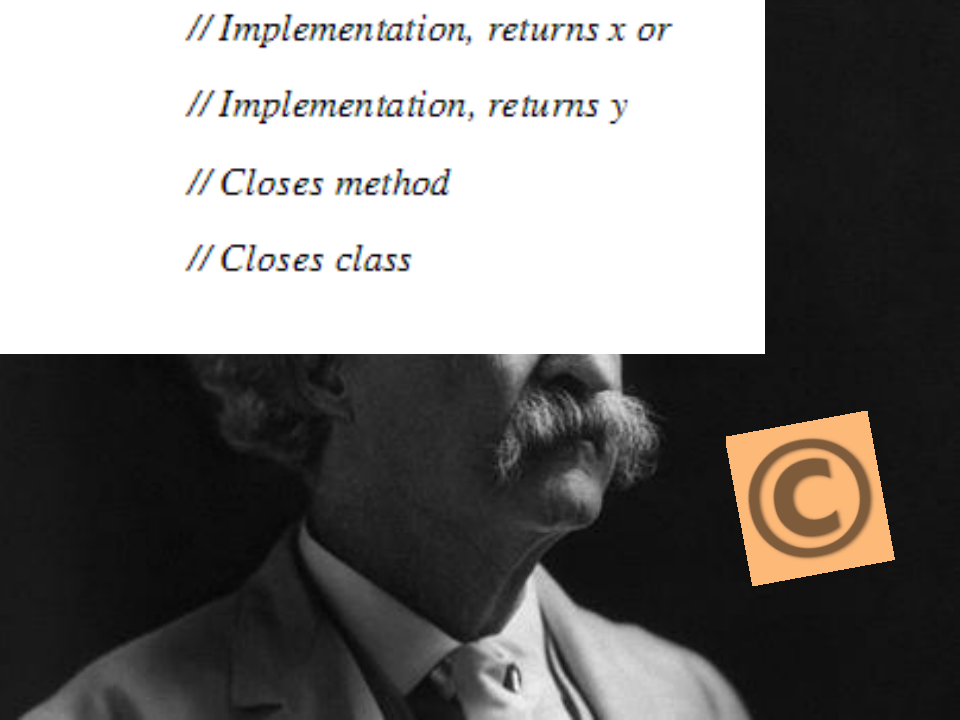 // Implementation, returns x or
// Implementation, returns y
// Closes method
// Closes class
©